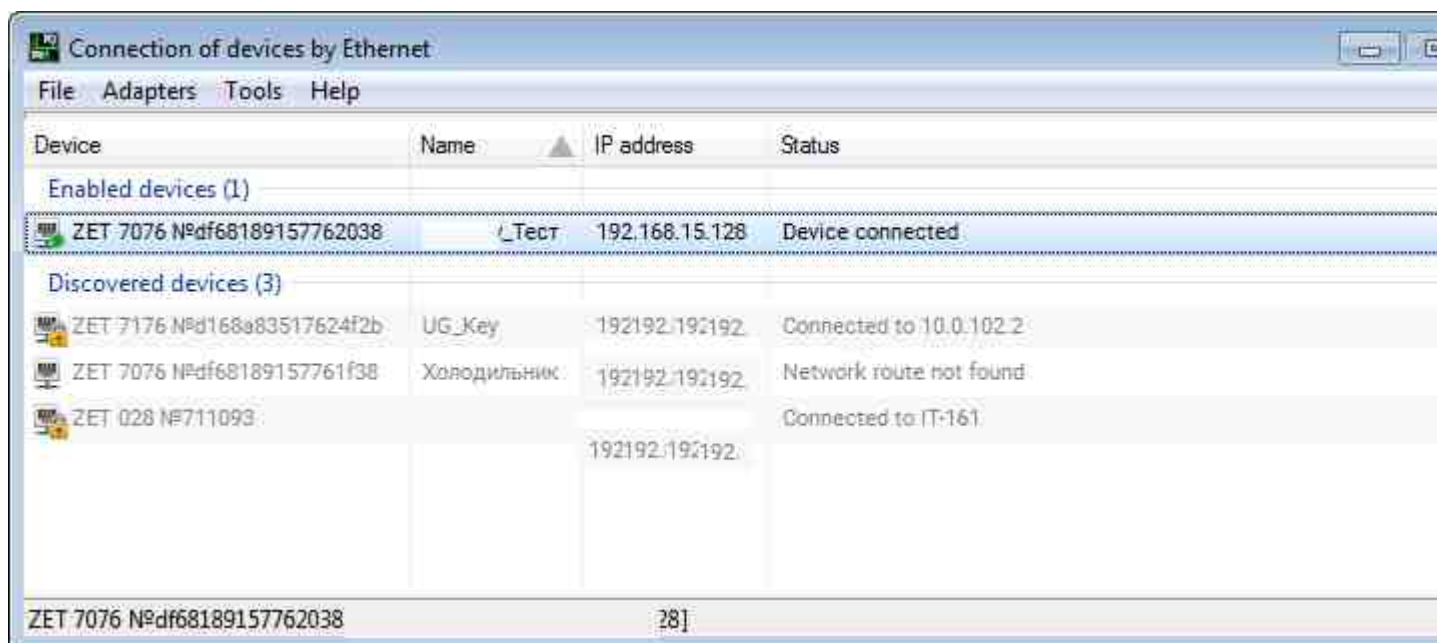 Connection of devices by Ethernet
File Adapters Tools Help
Device Name IP address Status
Enabled devices (1)
ZET 7076 №df68189157762038 _Тест 192.168.15.128 Device connected
Discovered devices (3)
ZET 7176 №d168a83517624f2b UG_Key 192192.192192. Connected to 10.0.102.2
ZET 7076 №df68189157761f38 Холодильник 192192.192192. Network route not found
ZET 028 №711093 Connected to IT-161
192192.192192.
ZET 7076 №df68189157762038 28]